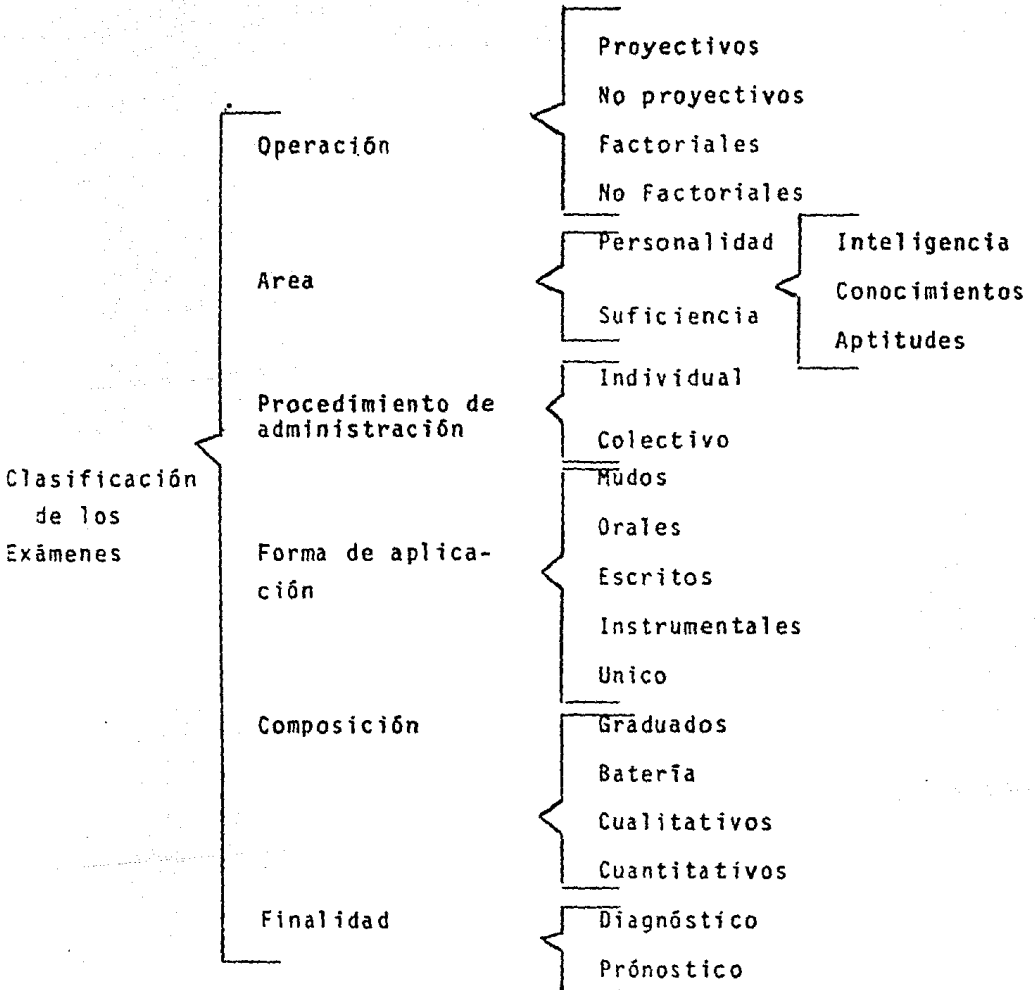 Clasificación
de los
Exámenes
Operación
Proyectivos
No proyectivos
Factoriales
No Factoriales
Area
Personalidad
Suficiencia
Inteligencia
Conocimientos
Aptitudes
Procedimiento de
administración
Individual
Colectivo
Forma de aplica-
ción
Mudos
Orales
Escritos
Instrumentales
Unico
Composición
Graduados
Batería
Cualitativos
Cuantitativos
Finalidad
Diagnóstico
Prónostico